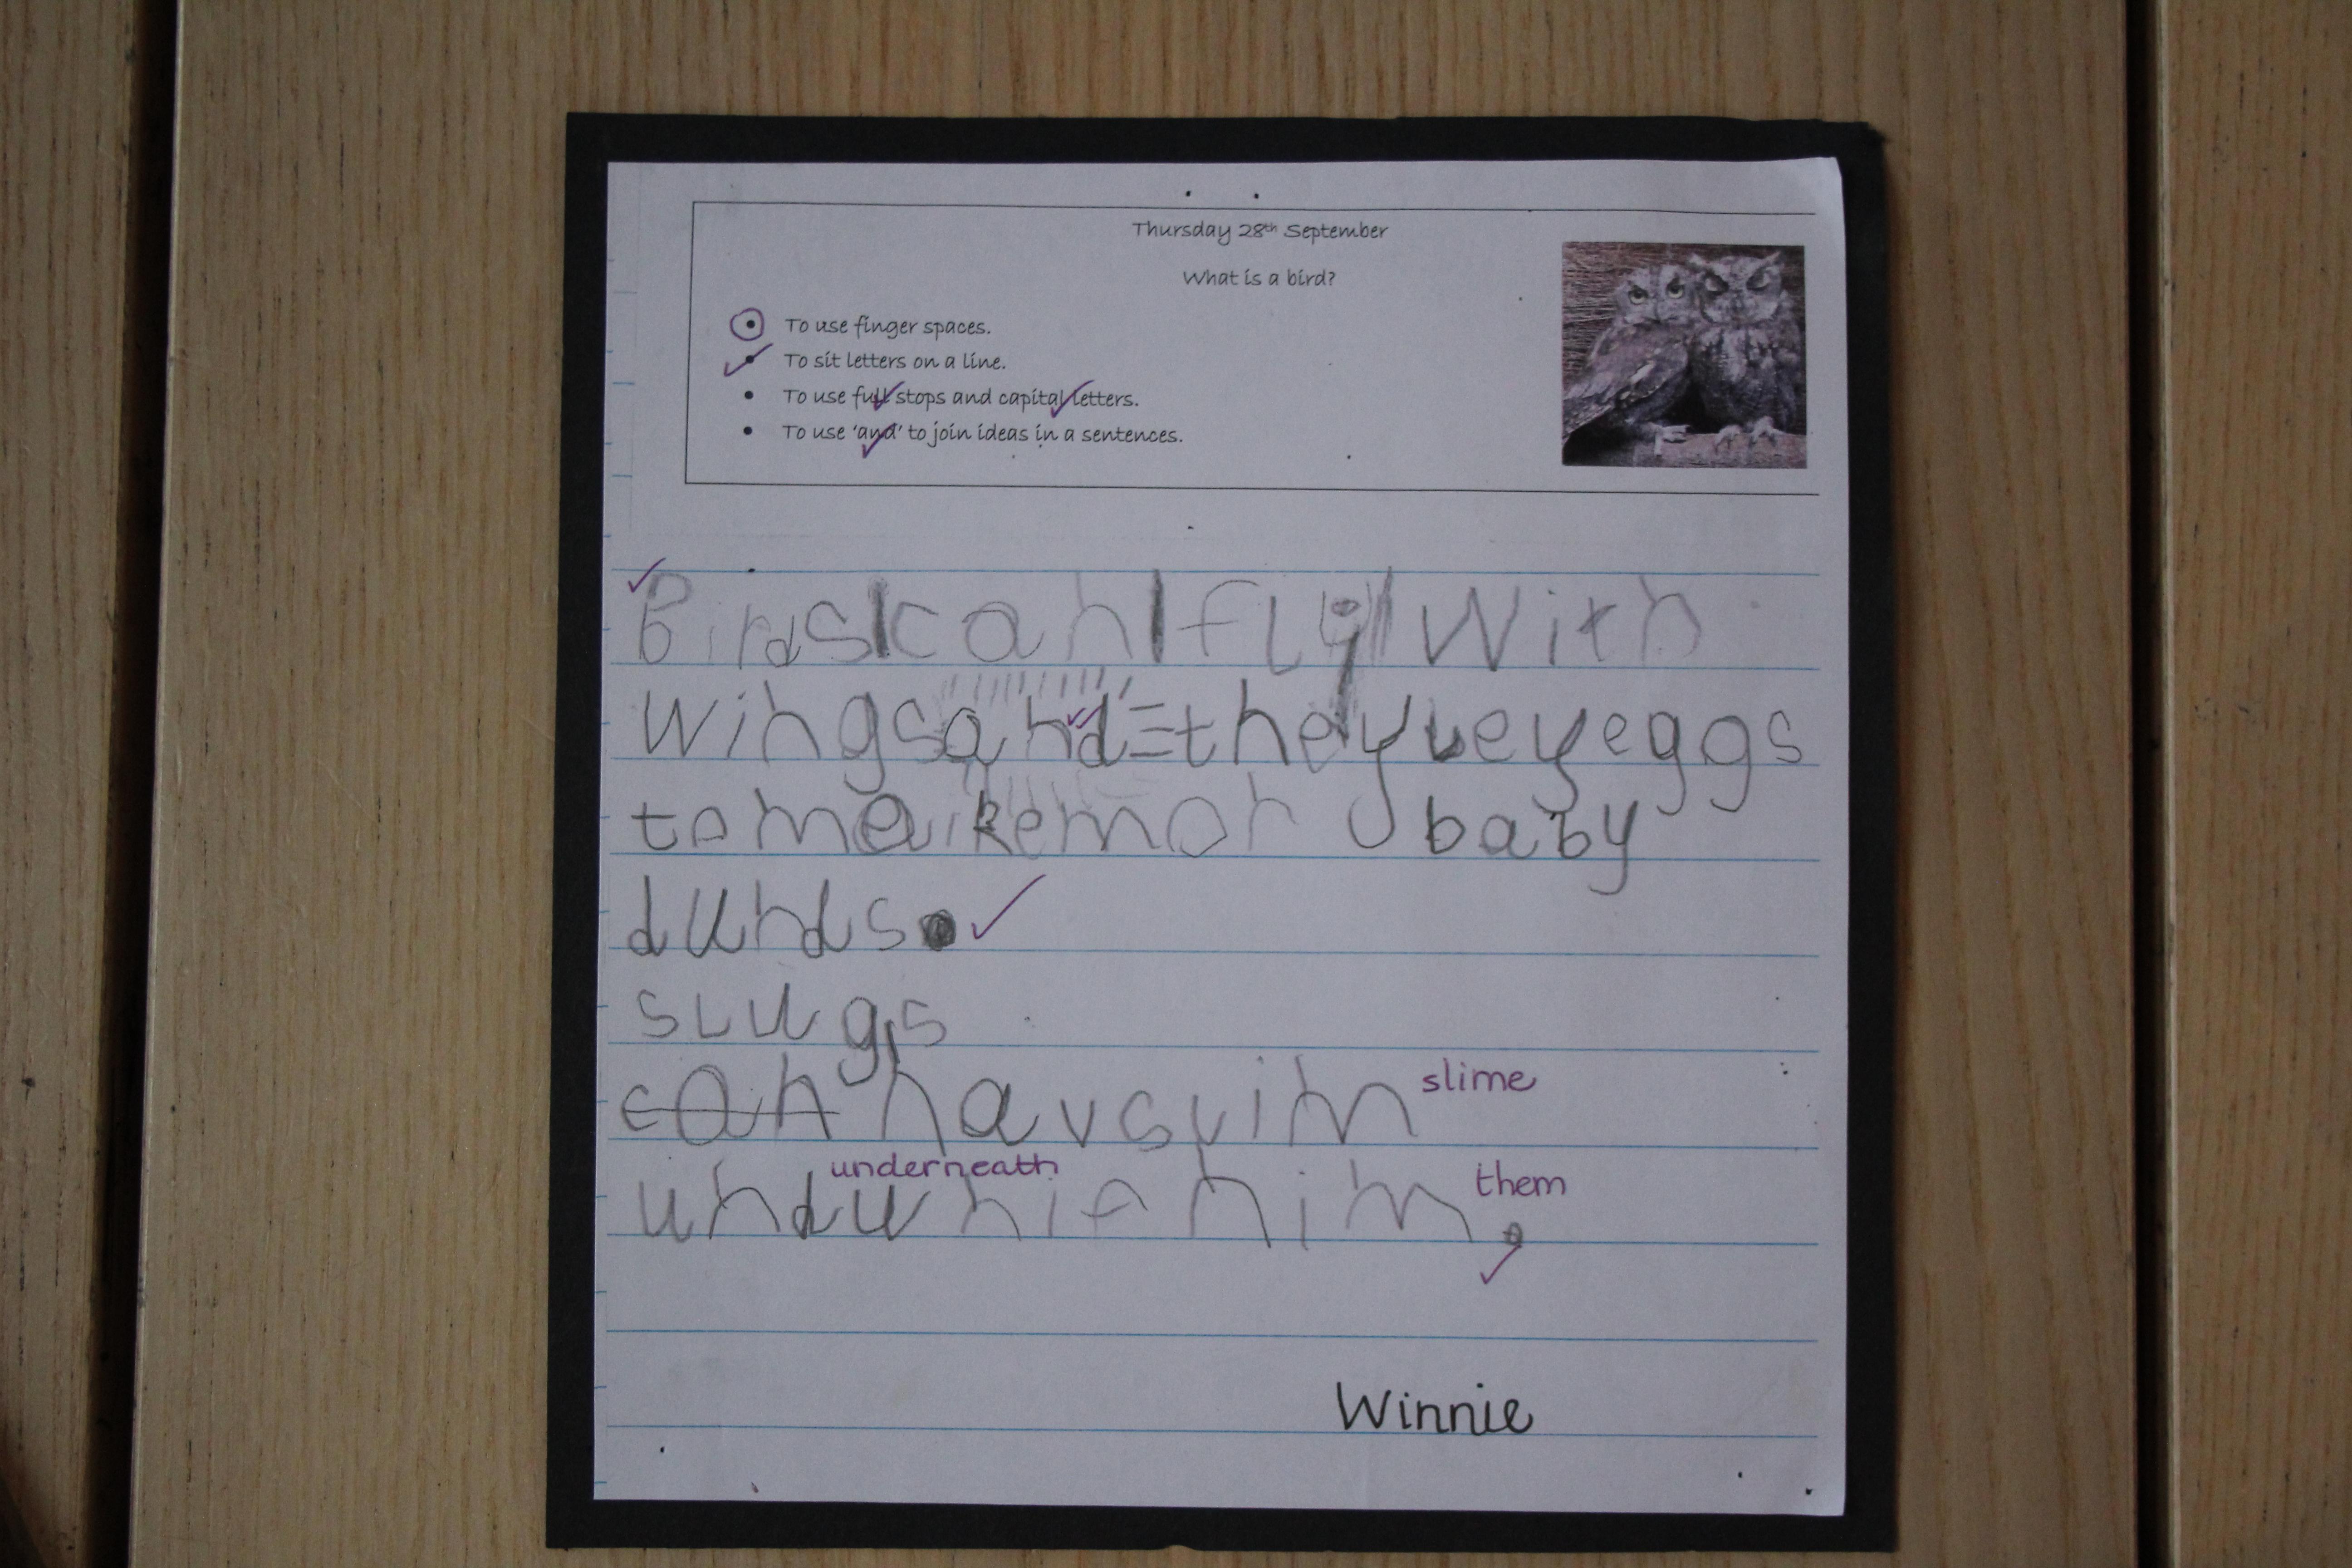 Thursday 28th September
What is a bird?
To use finger spaces.
To sit letters on a line.
To use full stops and capital letters.
To use 'and' to join ideas in a sentences.
Birds can fly With
Wings and they ley eggs
to make mor baby
durds.
slugs
can hav slim slime
underneath
undunif him. them
Winnie